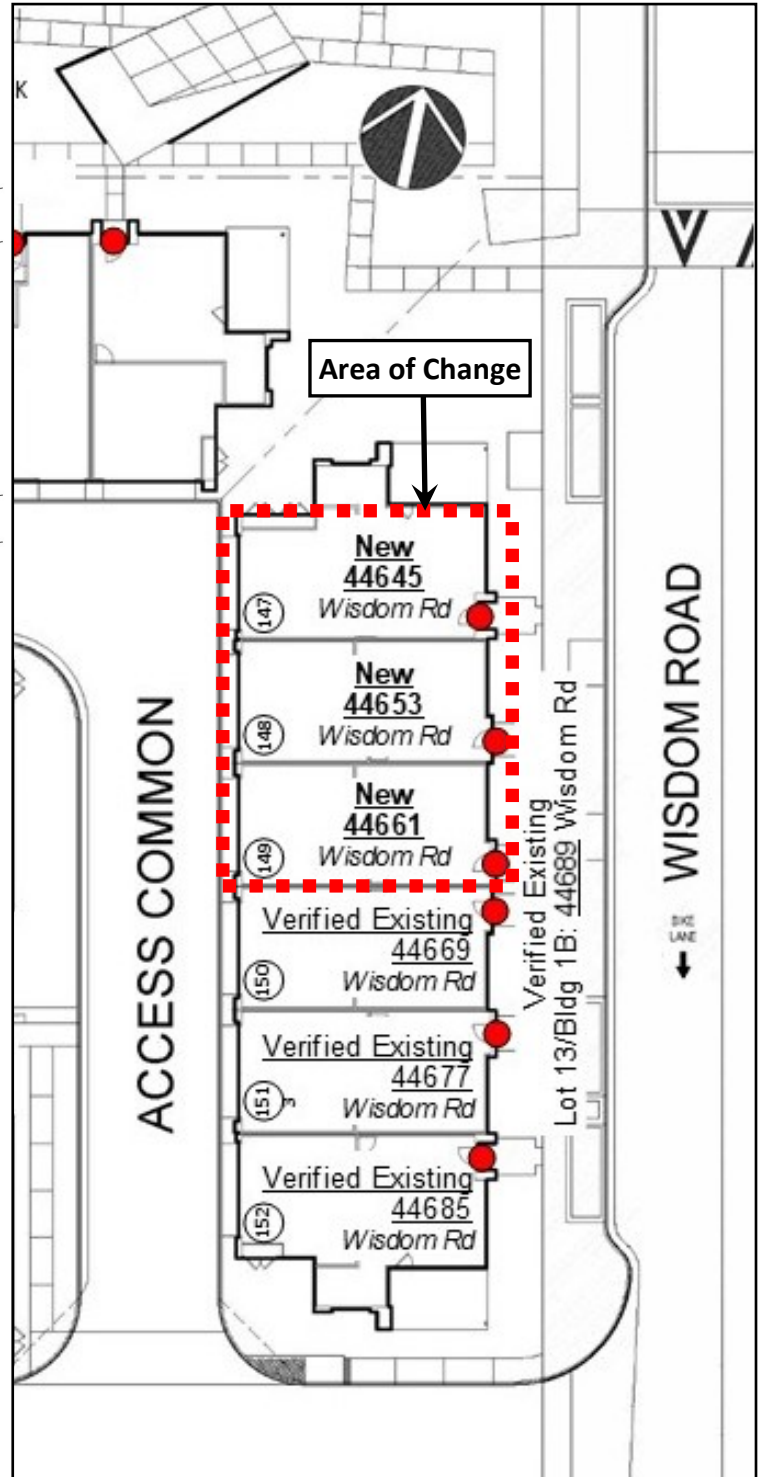 K
Area of Change
New
44645
Wisdom Rd
147
New
44653
Wisdom Rd
148
New
44661
Wisdom Rd
149
Verified Existing
44669
Wisdom Rd
150
Verified Existing
44677
Wisdom Rd
151
3
Verified Existing
44685
Wisdom Rd
152
ACCESS COMMON
Verified Existing
Lot 13/Bldg 1B: 44689 Wisdom Rd
WISDOM ROAD
BIKE
LANE